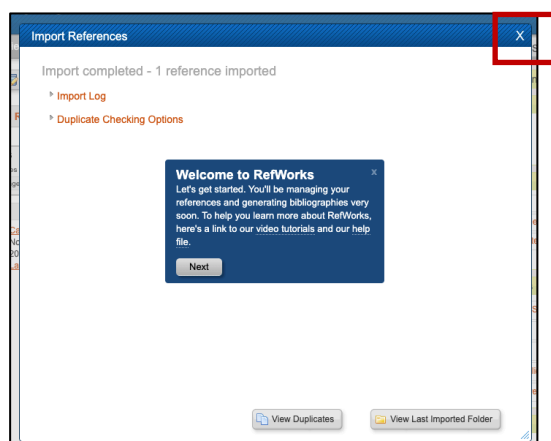 Import References
X
Import completed - 1 reference imported
Import Log
Duplicate Checking Options
Welcome to RefWorks
x
Let's get started. You'll be managing your
references and generating bibliographies very
soon. To help you learn more about RefWorks,
here's a link to our video tutorials and our help
file.
Next
View Duplicates
View Last Imported Folder